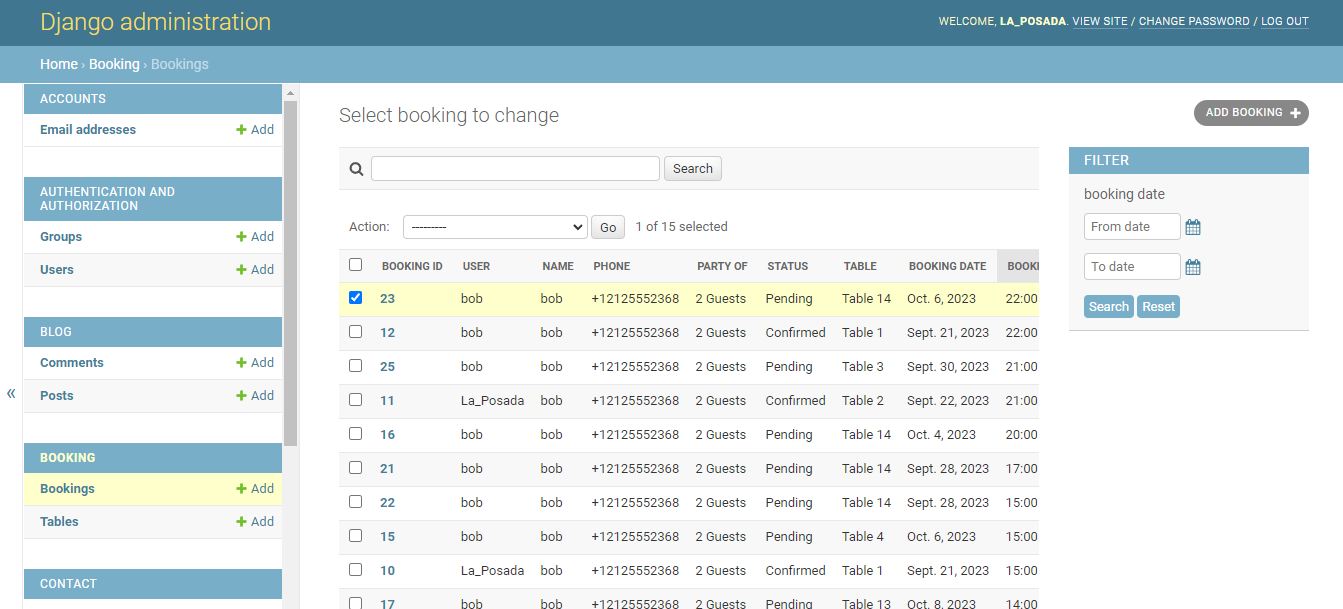 Django administration
WELCOME, LA_POSADA. VIEW SITE / CHANGE PASSWORD / LOG OUT
Home › Booking › Bookings
ACCOUNTS
Email addresses + Add
AUTHENTICATION AND
AUTHORIZATION
Groups + Add
Users + Add
BLOG
Comments + Add
Posts + Add
«
BOOKING
Bookings + Add
Tables + Add
CONTACT
Select booking to change
ADD BOOKING +
Search
Action: --------- Go 1 of 15 selected
BOOKING ID USER NAME PHONE PARTY OF STATUS TABLE BOOKING DATE BOOKI
23 bob bob +12125552368 2 Guests Pending Table 14 Oct. 6, 2023 22:00
12 bob bob +12125552368 2 Guests Confirmed Table 1 Sept. 21, 2023 22:00
25 bob bob +12125552368 2 Guests Pending Table 3 Sept. 30, 2023 21:00
11 La_Posada bob +12125552368 2 Guests Confirmed Table 2 Sept. 22, 2023 21:00
16 bob bob +12125552368 2 Guests Pending Table 14 Oct. 4, 2023 20:00
21 bob bob +12125552368 2 Guests Pending Table 14 Sept. 28, 2023 17:00
22 bob bob +12125552368 2 Guests Pending Table 14 Sept. 28, 2023 15:00
15 bob bob +12125552368 2 Guests Pending Table 4 Oct. 6, 2023 15:00
10 La_Posada bob +12125552368 2 Guests Confirmed Table 1 Sept. 21, 2023 15:00
17 bob bob +12125552368 2 Guests Pending Table 13 Oct. 8, 2023 14:00
FILTER
booking date
From date
To date
Search Reset